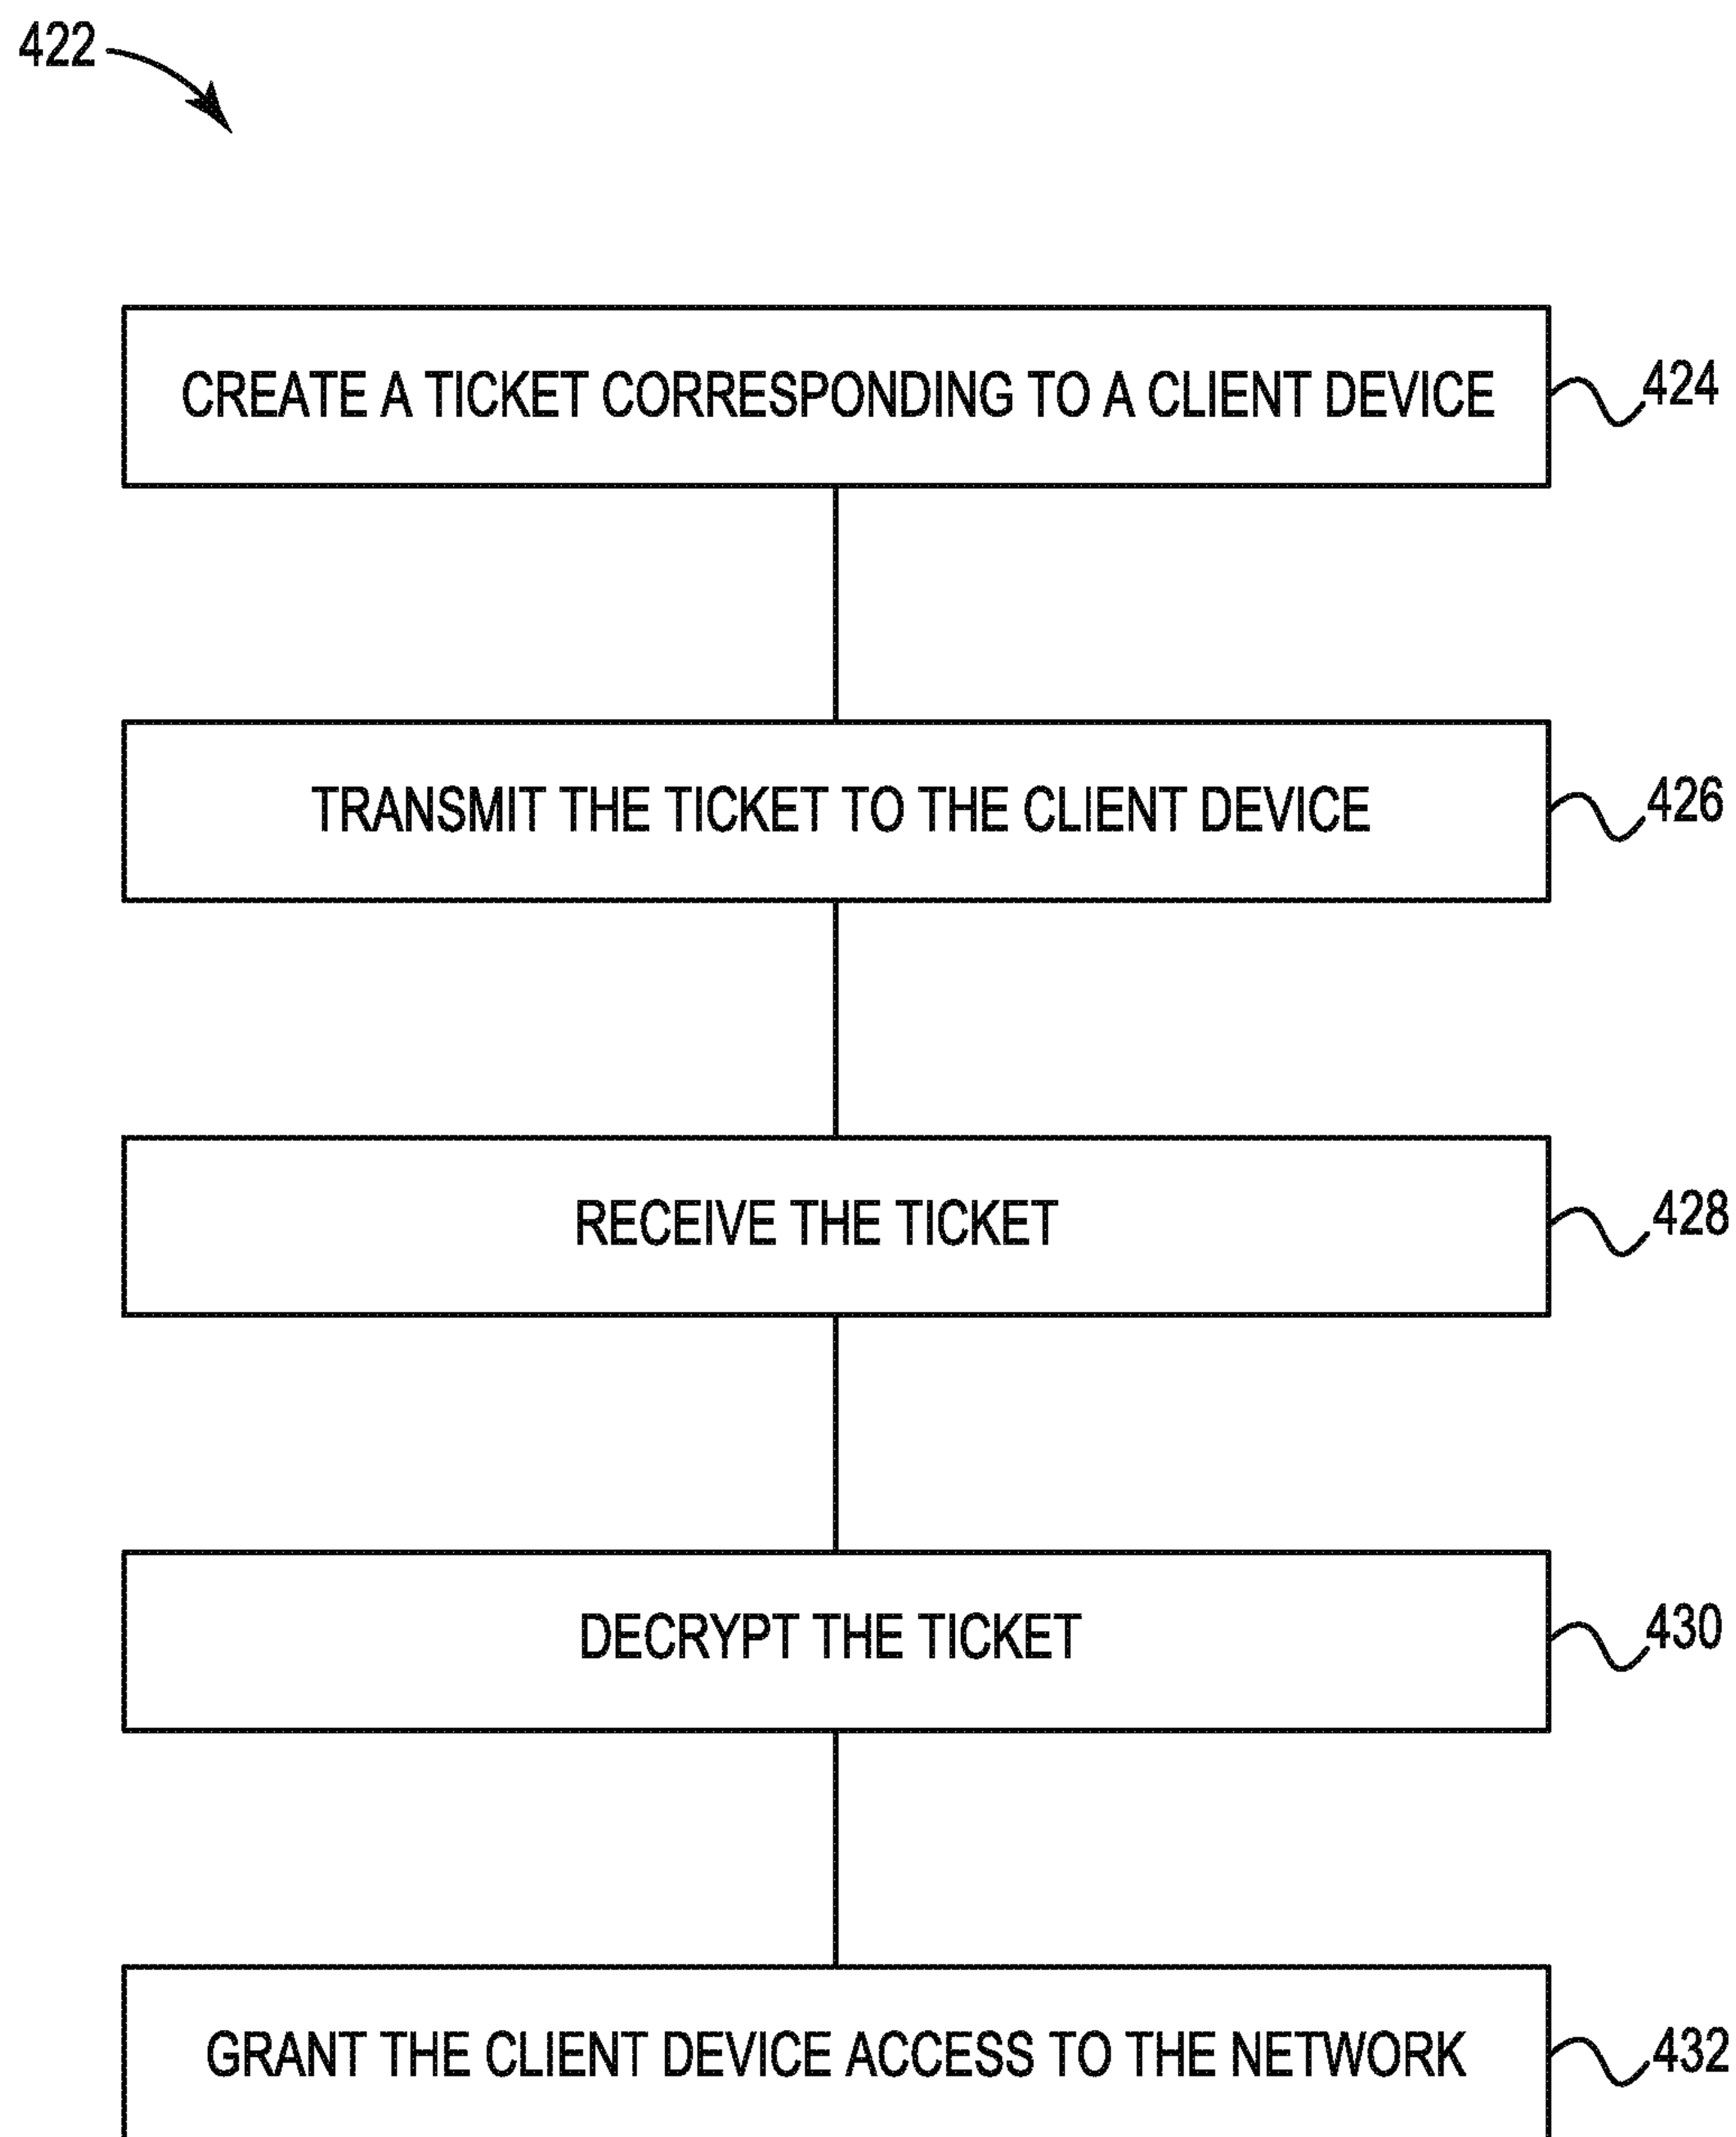 422
CREATE A TICKET CORRESPONDING TO A CLIENT DEVICE
424
TRANSMIT THE TICKET TO THE CLIENT DEVICE
426
RECEIVE THE TICKET
428
DECRYPT THE TICKET
430
GRANT THE CLIENT DEVICE ACCESS TO THE NETWORK
432